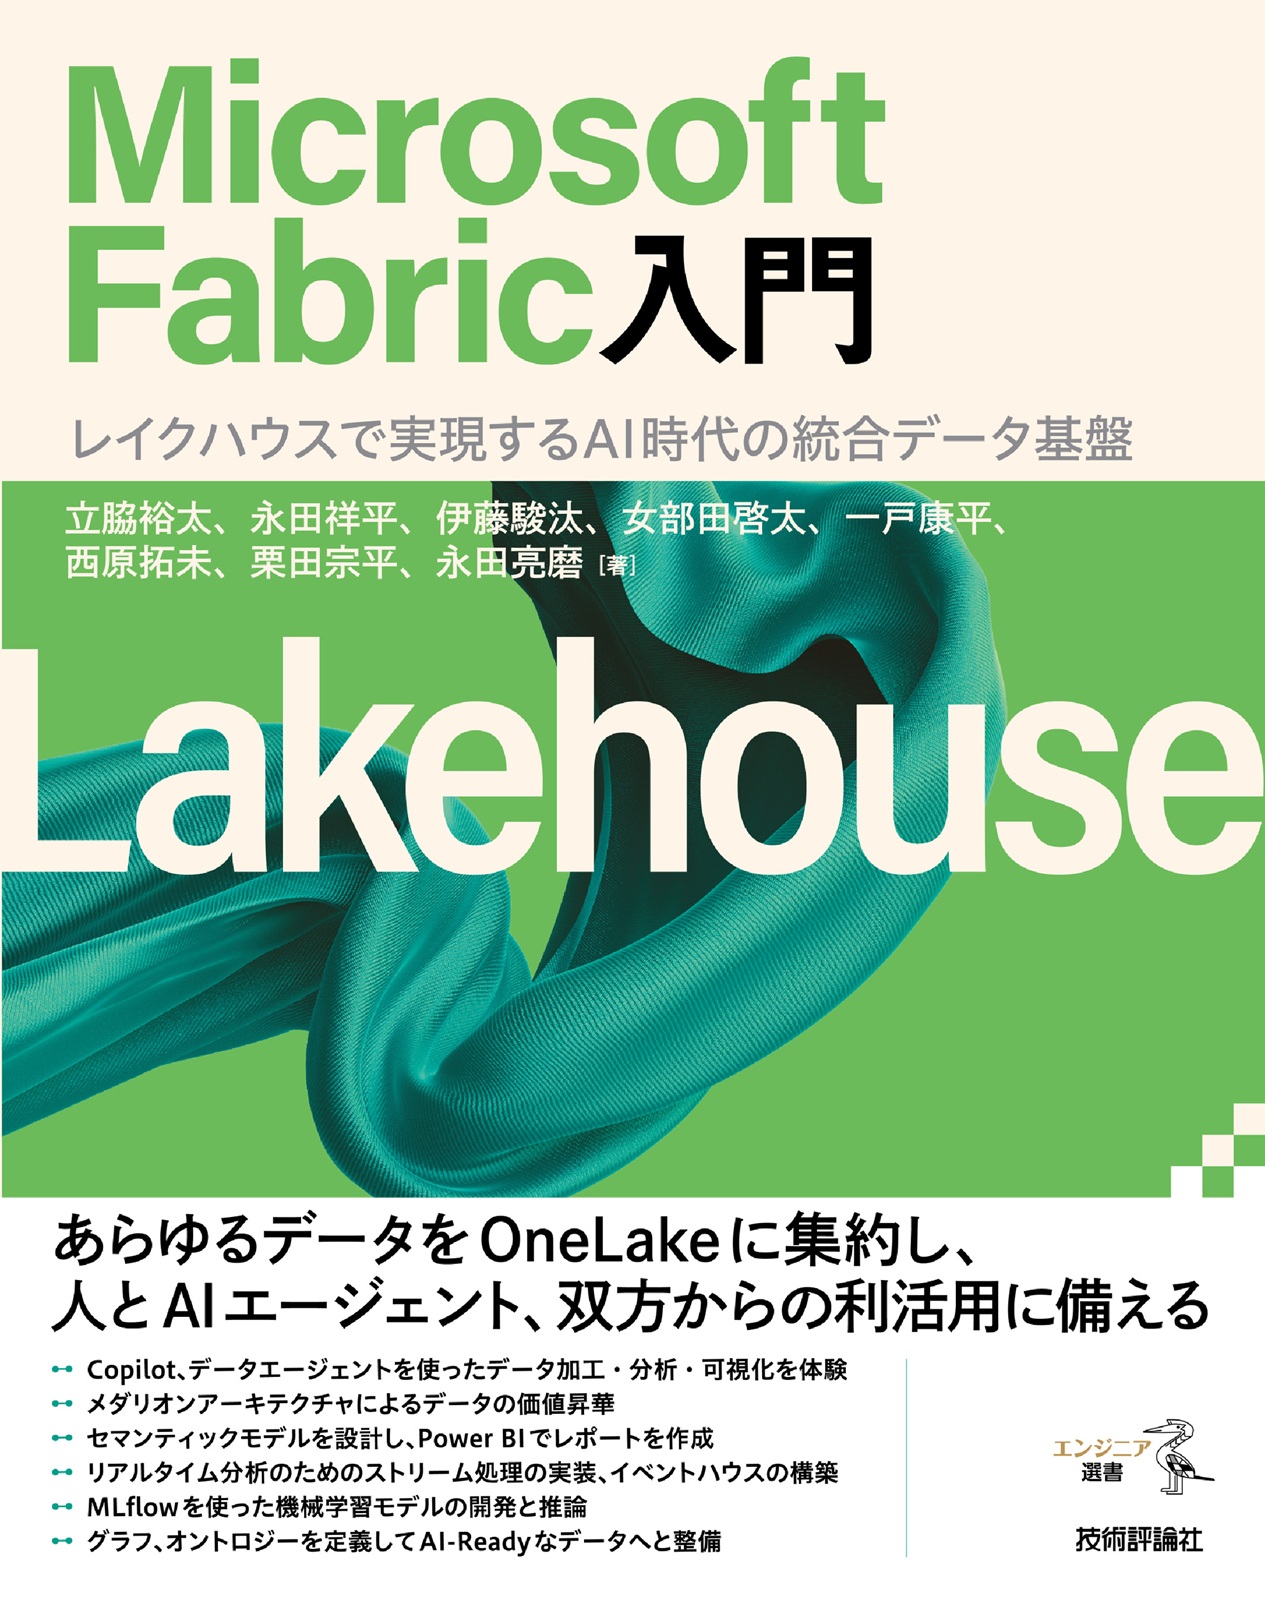 Microsoft
Fabric入門
レイクハウスで実現するAI時代の統合データ基盤
立脇裕太、永田祥平、伊藤駿汰、女部田啓太、一戸康平、
西原拓未、栗田宗平、永田亮磨 [著]
Lakehouse
あらゆるデータをOneLakeに集約し、
人とAIエージェント、双方からの利活用に備える
Copilot、データエージェントを使ったデータ加工・分析・可視化を体験
メダリオンアーキテクチャによるデータの価値昇華
セマンティックモデルを設計し、Power BIでレポートを作成
リアルタイム分析のためのストリーム処理の実装、イベントハウスの構築
MLflowを使った機械学習モデルの開発と推論
グラフ、オントロジーを定義してAI-Readyなデータへと整備
エンジニア
選書
技術評論社